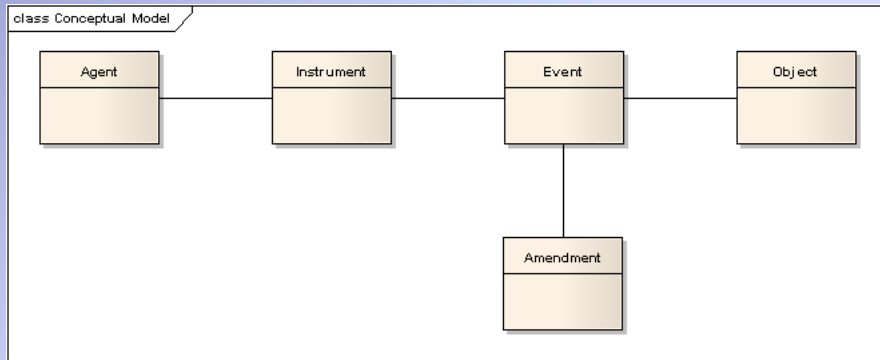 class Conceptual Model
Agent
Instrument
Event
Object
Amendment